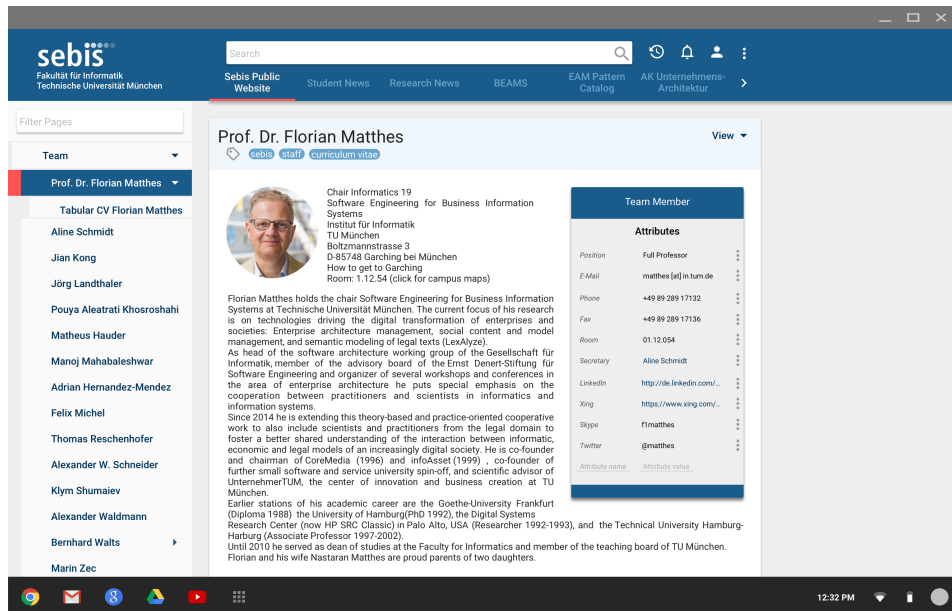 sebis
Fakultät für Informatik
Technische Universität München
Search
Sebis Public
Website
Student News
Research News
BEAMS
EAM Pattern
Catalog
AK Unternehmens-
Architektur
Filter Pages
Team
Prof. Dr. Florian Matthes
Tabular CV Florian Matthes
Aline Schmidt
Jian Kong
Jörg Landthaler
Pouya Aleatrati Khosroshahi
Matheus Hauder
Manoj Mahabaleshwar
Adrian Hernandez-Mendez
Felix Michel
Thomas Reschenhofer
Alexander W. Schneider
Klym Shumaiev
Alexander Waldmann
Bernhard Walts
Marin Zec
Prof. Dr. Florian Matthes
View
sebis staff curriculum vitae
Chair Informatics 19
Software Engineering for Business Information
Systems
Institut für Informatik
TU München
Boltzmannstrasse 3
D-85748 Garching bei München
How to get to Garching
Room: 1.12.54 (click for campus maps)
Florian Matthes holds the chair Software Engineering for Business Information
Systems at Technische Universität München. The current focus of his research
is on technologies driving the digital transformation of enterprises and
societies: Enterprise architecture management, social content and model
management, and semantic modeling of legal texts (LexAlyze).
As head of the software architecture working group of the Gesellschaft für
Informatik, member of the advisory board of the Ernst Denert-Stiftung für
Software Engineering and organizer of several workshops and conferences in
the area of enterprise architecture he puts special emphasis on the
cooperation between practitioners and scientists in informatics and
information systems.
Since 2014 he is extending this theory-based and practice-oriented cooperative
work to also include scientists and practitioners from the legal domain to
foster a better shared understanding of the interaction between informatic,
economic and legal models of an increasingly digital society. He is co-founder
and chairman of CoreMedia (1996) and infoAsset (1999) , co-founder of
further small software and service university spin-off, and scientific advisor of
UnternehmerTUM, the center of innovation and business creation at TU
München.
Earlier stations of his academic career are the Goethe-University Frankfurt
(Diploma 1988) the University of Hamburg(PhD 1992), the Digital Systems
Research Center (now HP SRC Classic) in Palo Alto, USA (Researcher 1992-
1993), and the Technical University Hamburg-
Harburg (Associate Professor 1997-2002).
Until 2010 he served as dean of studies at the Faculty for Informatics and member of the teaching board of TU München.
Florian and his wife Nastaran Matthes are proud parents of two daughters.
Team Member
Attributes
Position Full Professor
E-Mail matthes [at] in.tum.de
Phone +49 89 289 17132
Fax +49 89 289 17136
Room 01.12.054
Secretary Aline Schmidt
LinkedIn http://de.linkedin.com/...
Xing https://www.xing.com/...
Skype f1matthes
Twitter @matthes
Attribute name Attribute value
12:32 PM